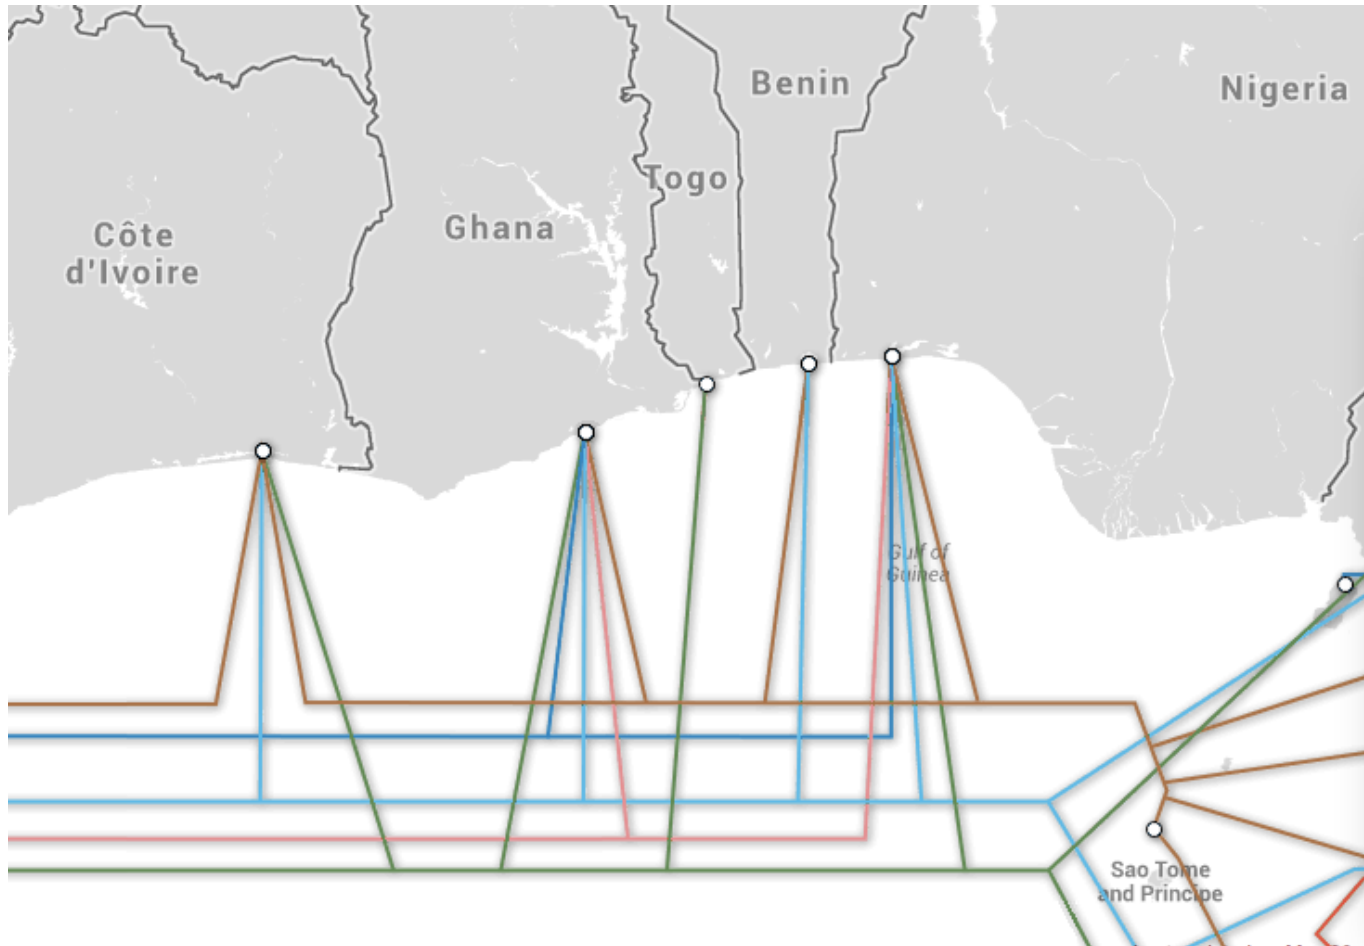 Benin
Nigeria
Togo
Ghana
Côte
d'Ivoire
Gulf of
Guinea
Sao Tome
and Principe